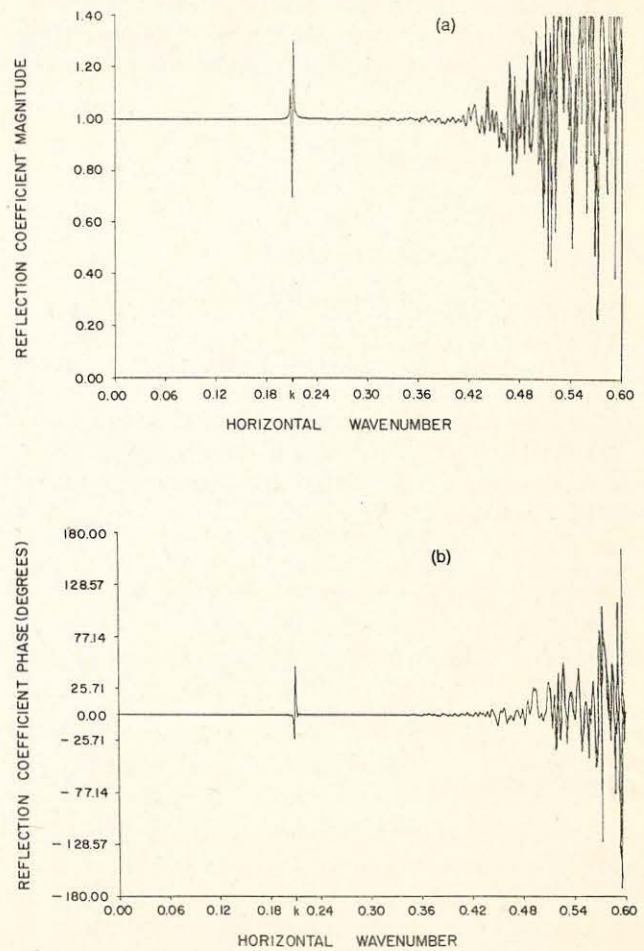 (a)
REFLECTION COEFFICIENT MAGNITUDE
1.40
1.20
1.00
0.80
0.60
0.40
0.20
0.00
0.00 0.06 0.12 0.18 k 0.24 0.30 0.36 0.42 0.48 0.54 0.60
HORIZONTAL WAVENUMBER
(b)
REFLECTION COEFFICIENT PHASE (DEGREES)
180.00
128.57
77.14
25.71
0.00
-25.71
-77.14
-128.57
-180.00
0.00 0.06 0.12 0.18 k 0.24 0.30 0.36 0.42 0.48 0.54 0.60
HORIZONTAL WAVENUMBER